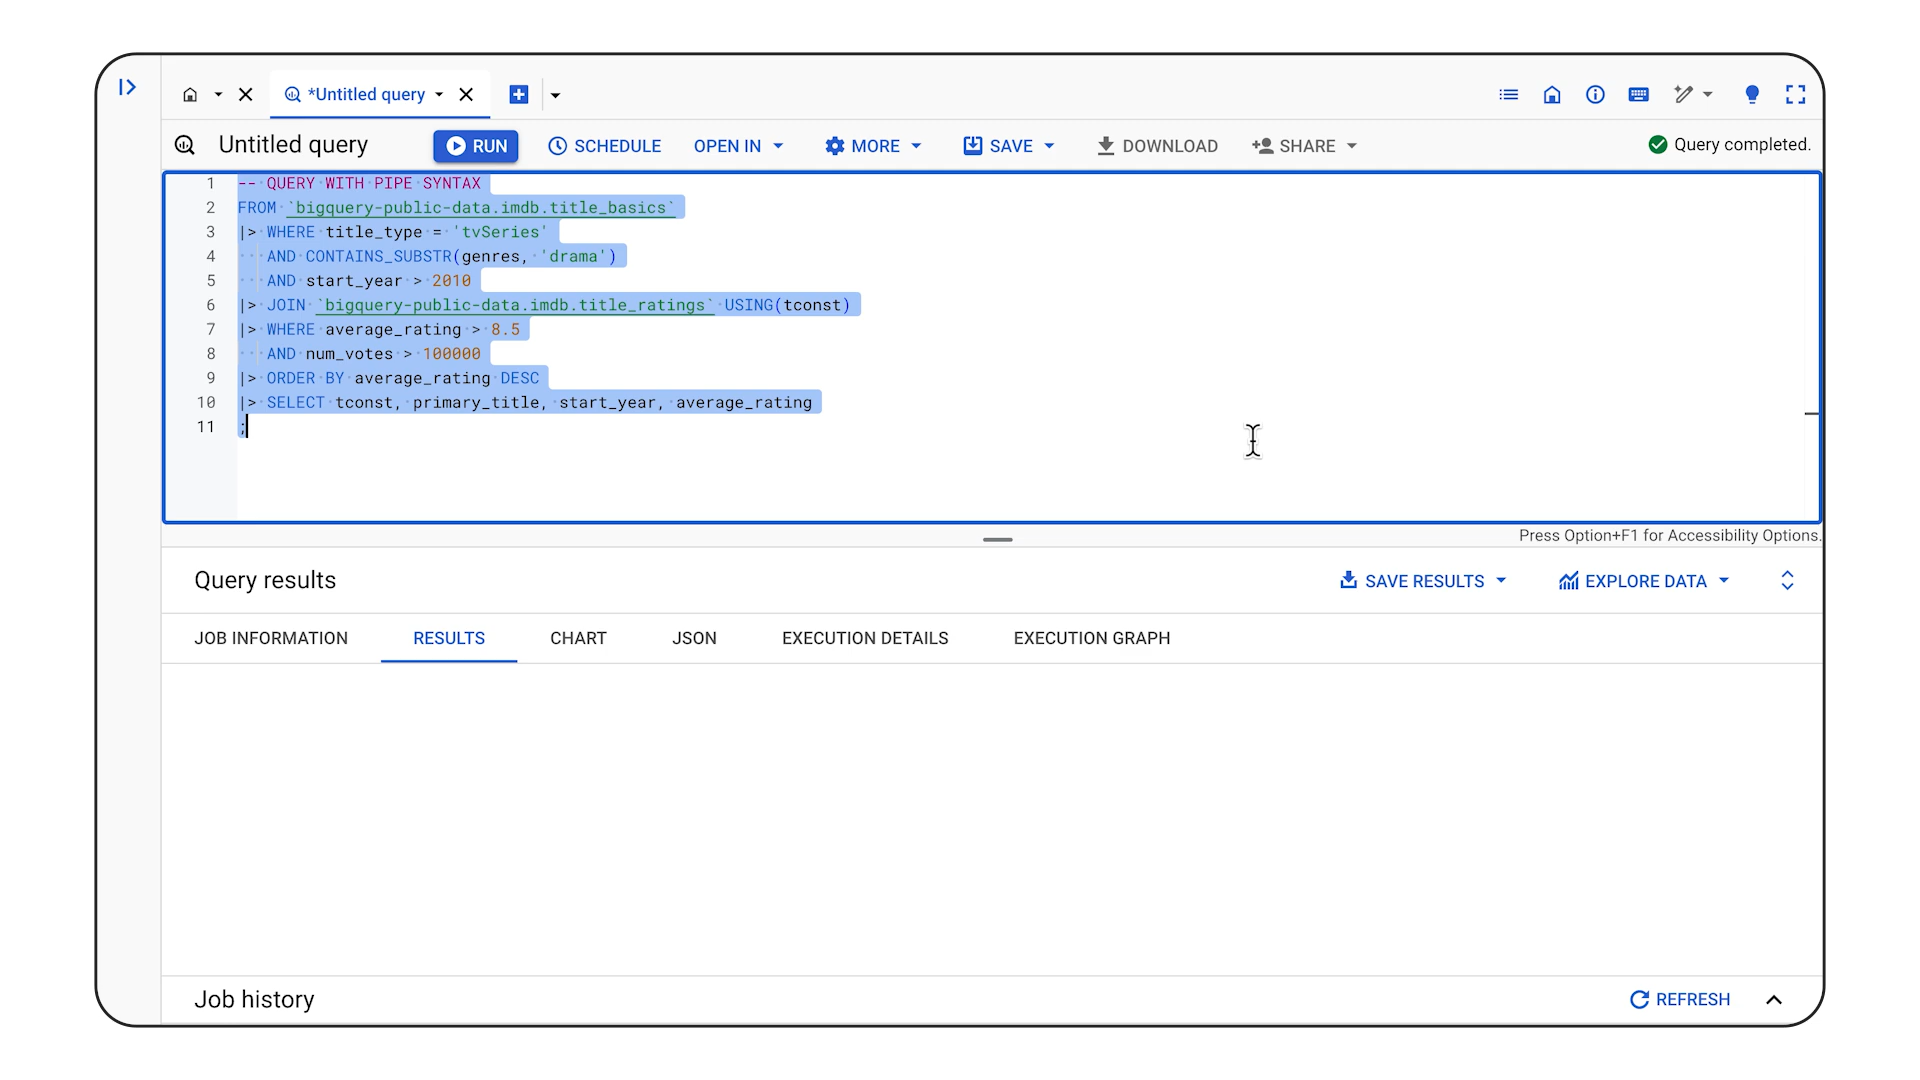 *Untitled query
Untitled query
RUN
SCHEDULE
OPEN IN
MORE
SAVE
DOWNLOAD
SHARE
Query completed.
1 -- QUERY WITH PIPE SYNTAX
2 FROM `bigquery-public-data.imdb.title_basics`
3 |> WHERE title_type = 'tvSeries'
4 AND CONTAINS_SUBSTR(genres, 'drama')
5 AND start_year > 2010
6 |> JOIN `bigquery-public-data.imdb.title_ratings` USING(tconst)
7 |> WHERE average_rating > 8.5
8 AND num_votes > 100000
9 |> ORDER BY average_rating DESC
10 |> SELECT tconst, primary_title, start_year, average_rating
11 ;
Press Option+F1 for Accessibility Options.
Query results
SAVE RESULTS
EXPLORE DATA
JOB INFORMATION
RESULTS
CHART
JSON
EXECUTION DETAILS
EXECUTION GRAPH
Job history
REFRESH